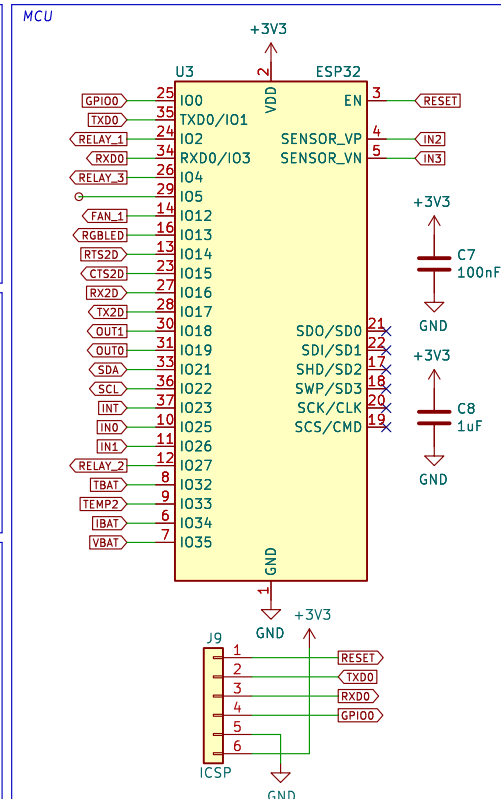 MCU
+3V3
U3 ESP32
2
VDD
GPIO0 25 IO0 EN 3 RESET
TXD0 35 TXD0/IO1
RELAY_1 24 IO2 SENSOR_VP 4 IN2
RXD0 34 RXD0/IO3 SENSOR_VN 5 IN3
RELAY_3 26 IO4
29 IO5
FAN_1 14 IO12
RGBLED 16 IO13
RTS2D 13 IO14
CTS2D 23 IO15
RX2D 27 IO16
TX2D 28 IO17
OUT1 30 IO18 SDO/SD0 21
OUT0 31 IO19 SDI/SD1 22
SDA 33 IO21 SHD/SD2 17
SCL 36 IO22 SWP/SD3 18
INT 37 IO23 SCK/CLK 20
IN0 10 IO25 SCS/CMD 19
IN1 11 IO26
RELAY_2 12 IO27
TBAT 8 IO32
TEMP2 9 IO33
IBAT 6 IO34
VBAT 7 IO35
GND
1
GND
+3V3
C7
100nF
GND
+3V3
C8
1uF
GND
+3V3
J9
1 RESET
2 TXD0
3 RXD0
4 GPIO0
5
6
ICSP
GND